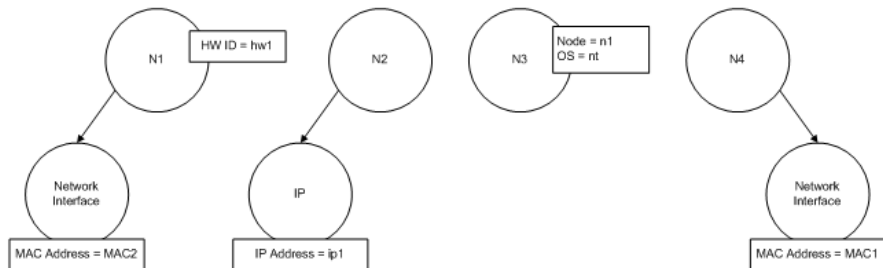 N1
HW ID = hw1
N2
N3
Node = n1
OS = nt
N4
Network
Interface
MAC Address = MAC2
IP
IP Address = ip1
Network
Interface
MAC Address = MAC1